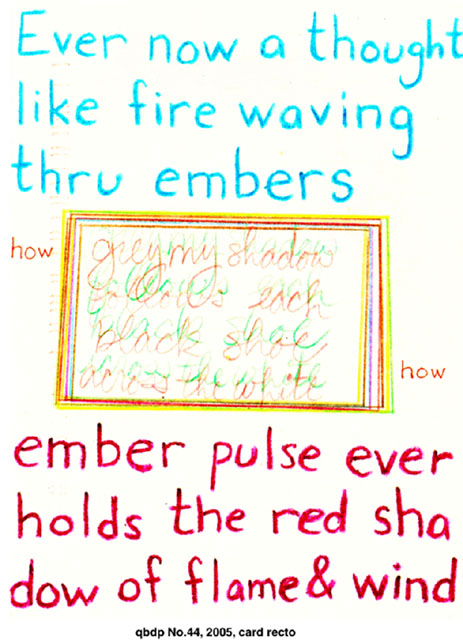 Ever now a thought
like fire waving
thru embers
how
grey my shadow
follows each
black shoe
across the white
how
ember pulse ever
holds the red sha
dow of flame & wind
qbdp No.44, 2005, card recto